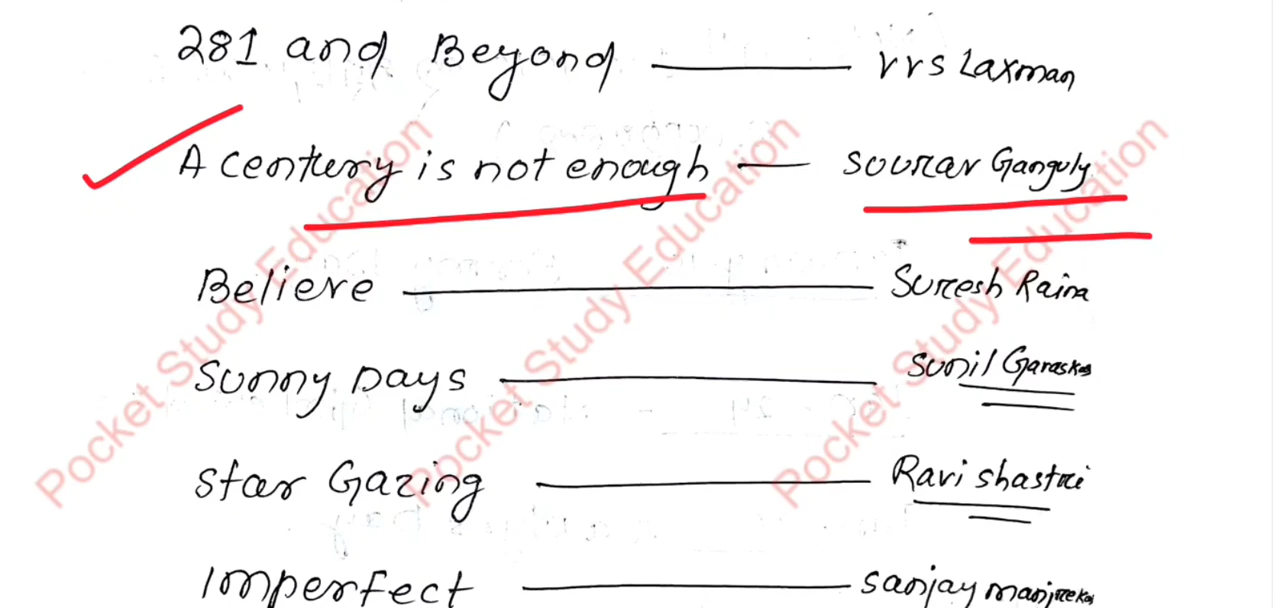 281 and Beyond — VVS Laxman
A century is not enough — Sourav Ganguly
Believe — Suresh Raina
Sunny Days — Sunil Gavaskar
Star Gazing — Ravi Shastri
Imperfect — Sanjay Manjrekar
Pocket Study Education
Pocket Study Education
Pocket Study Education